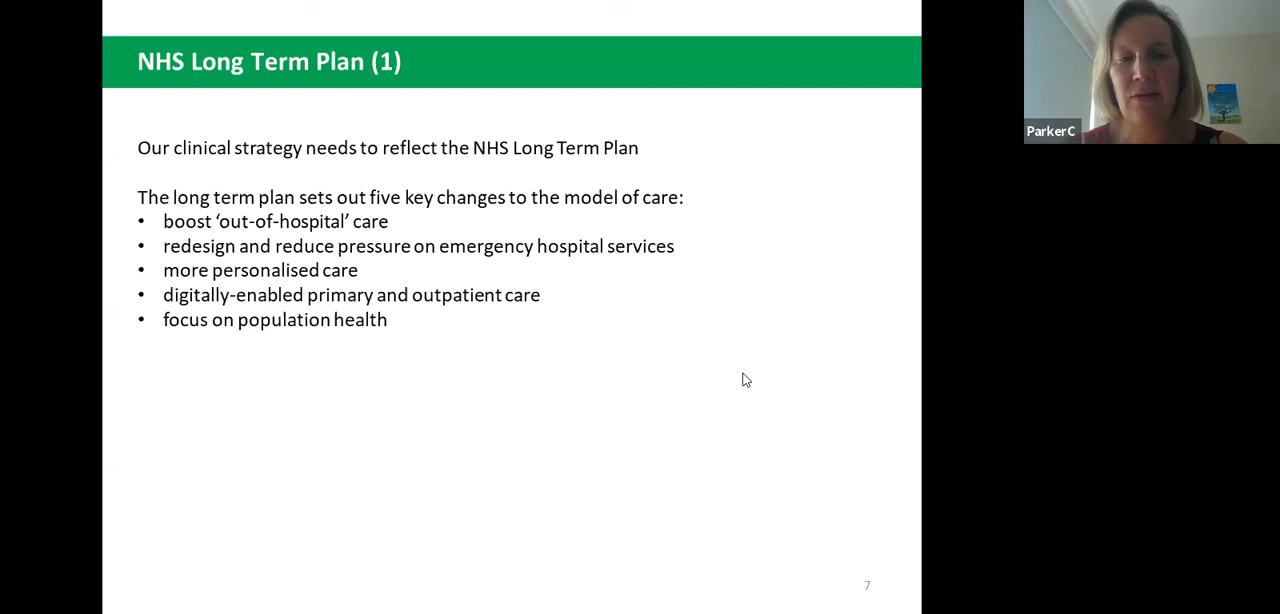 NHS Long Term Plan (1)
Our clinical strategy needs to reflect the NHS Long Term Plan
The long term plan sets out five key changes to the model of care:
• boost ‘out-of-hospital’ care
• redesign and reduce pressure on emergency hospital services
• more personalised care
• digitally-enabled primary and outpatient care
• focus on population health
7
ParkerC